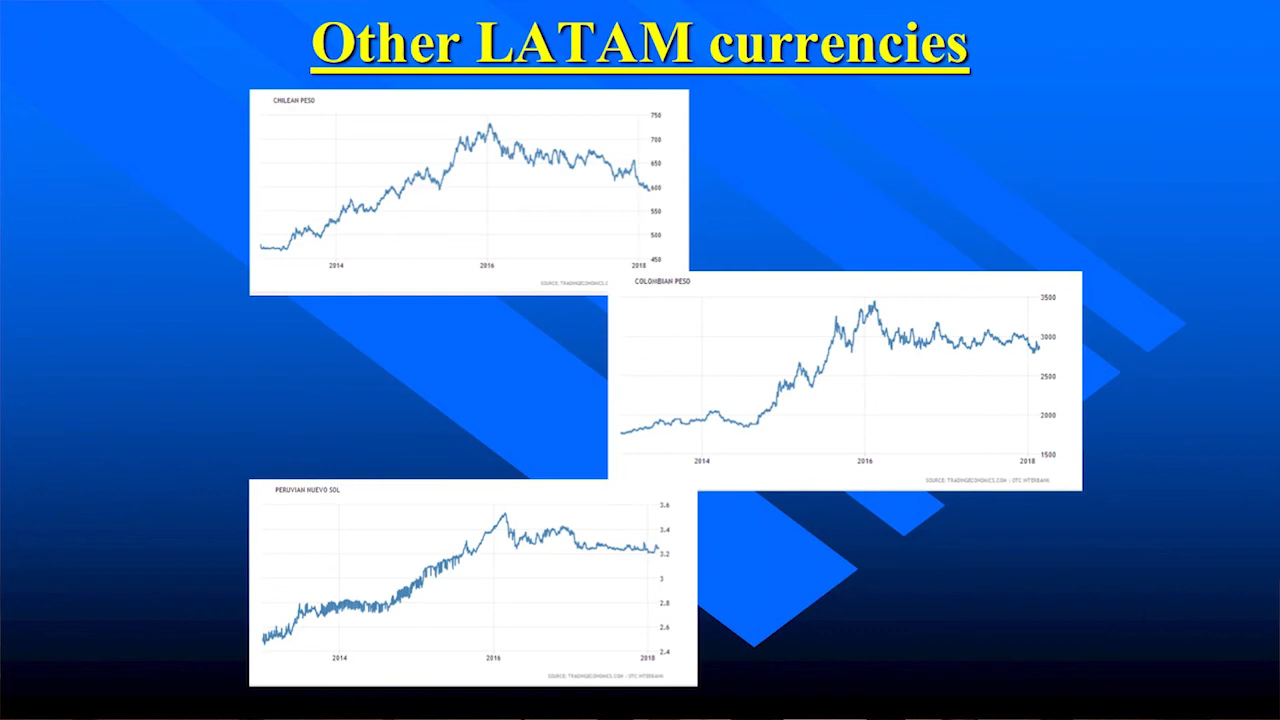 Other LATAM currencies
CHILEAN PESO
750
700
650
600
550
500
450
2014 2016 2018
SOURCE: TRADINGECONOMICS.C
COLOMBIAN PESO
3500
3000
2500
2000
1500
2014 2016 2018
SOURCE: TRADINGECONOMICS.COM | OTC INTERBANK
PERUVIAN NUEVO SOL
3.6
3.4
3.2
3
2.8
2.6
2.4
2014 2016 2018
SOURCE: TRADINGECONOMICS.COM | OTC INTERBANK